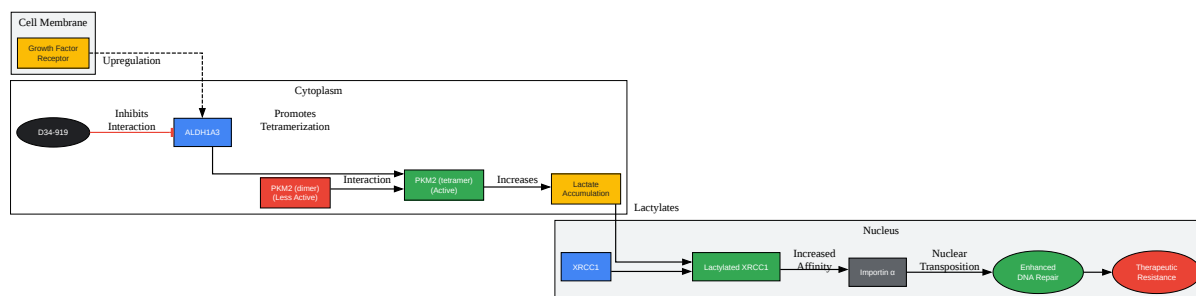 Cell Membrane
Growth Factor
Receptor
Upregulation
Cytoplasm
Inhibits
Interaction
Promotes
Tetramerization
D34-919
ALDH1A3
Interaction
PKM2 (dimer)
(Less Active)
PKM2 (tetramer)
(Active)
Increases
Lactate
Accumulation
Lactylates
Nucleus
XRCC1
Lactylated XRCC1
Increased
Affinity
Importin α
Nuclear
Transposition
Enhanced
DNA Repair
Therapeutic
Resistance